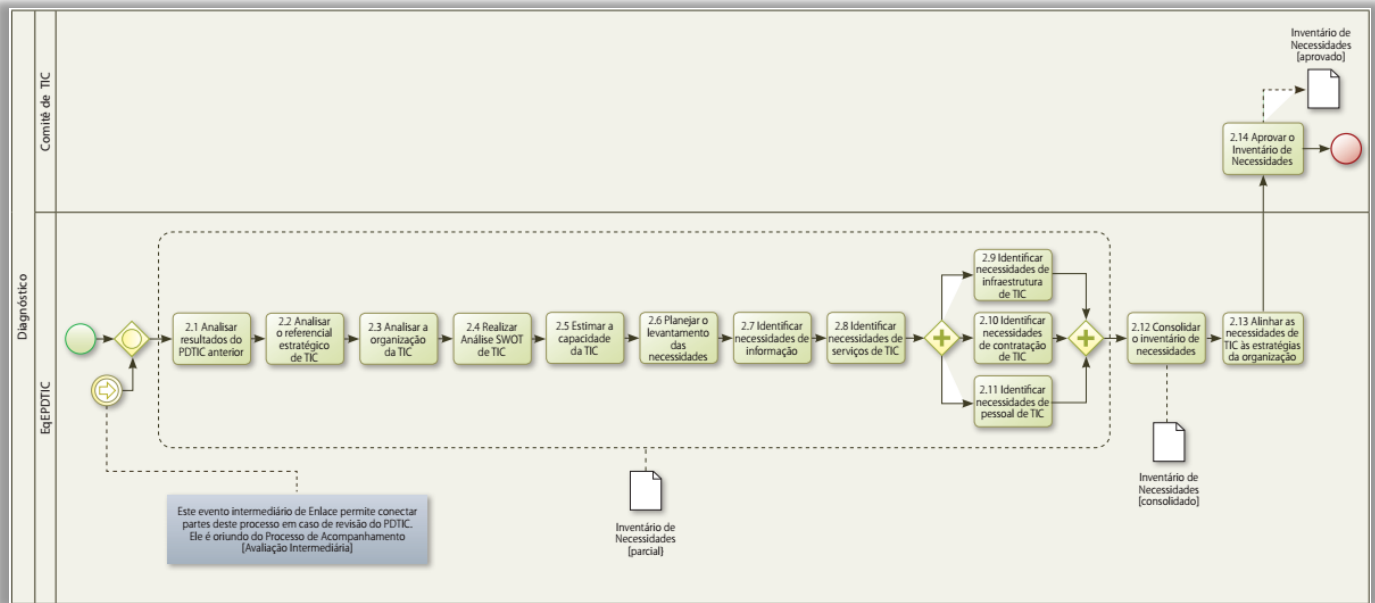 Diagnóstico
Comitê de TIC
Inventário de
Necessidades
[aprovado]
2.14 Aprovar o
Inventário de
Necessidades
EqEPDTIC
2.1 Analisar
resultados do
PDTIC anterior
2.2 Analisar
o referencial
estratégico
de TIC
2.3 Analisar a
organização
da TIC
2.4 Realizar
Análise SWOT
de TIC
2.5 Estimar a
capacidade
da TIC
2.6 Planejar o
levantamento
das
necessidades
2.7 Identificar
necessidades de
informação
2.8 Identificar
necessidades de
serviços de TIC
2.9 Identificar
necessidades de
infraestrutura
de TIC
2.10 Identificar
necessidades
de contratação
de TIC
2.11 Identificar
necessidades de
pessoal de TIC
2.12 Consolidar
o inventário de
necessidades
2.13 Alinhar as
necessidades de
TIC às estratégias
da organização
Este evento intermediário de Enlace permite conectar
partes deste processo em caso de revisão do PDTIC.
Ele é oriundo do Processo de Acompanhamento
[Avaliação Intermediária]
Inventário de
Necessidades
[parcial}
Inventário de
Necessidades
[consolidado]